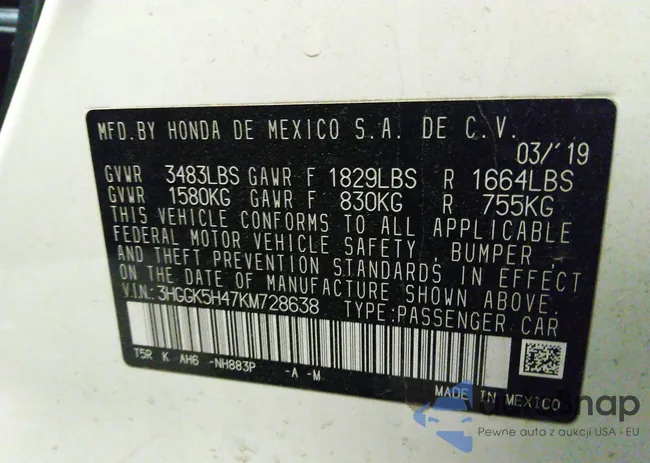 MFD.BY HONDA DE MEXICO S.A. DE C.V.
03/'19
GVWR 3483LBS GAWR F 1829LBS R 1664LBS
GVWR 1580KG GAWR F 830KG R 755KG
THIS VEHICLE CONFORMS TO ALL APPLICABLE
FEDERAL MOTOR VEHICLE SAFETY, BUMPER,
AND THEFT PREVENTION STANDARDS IN EFFECT
ON THE DATE OF MANUFACTURE SHOWN ABOVE.
V.I.N.: 3HGGK5H47KM728638 TYPE:PASSENGER CAR
T5R K AH6 -NH883P -A -M
MADE IN MEXICO
autosnap
Pewne auta z aukcji USA i EU